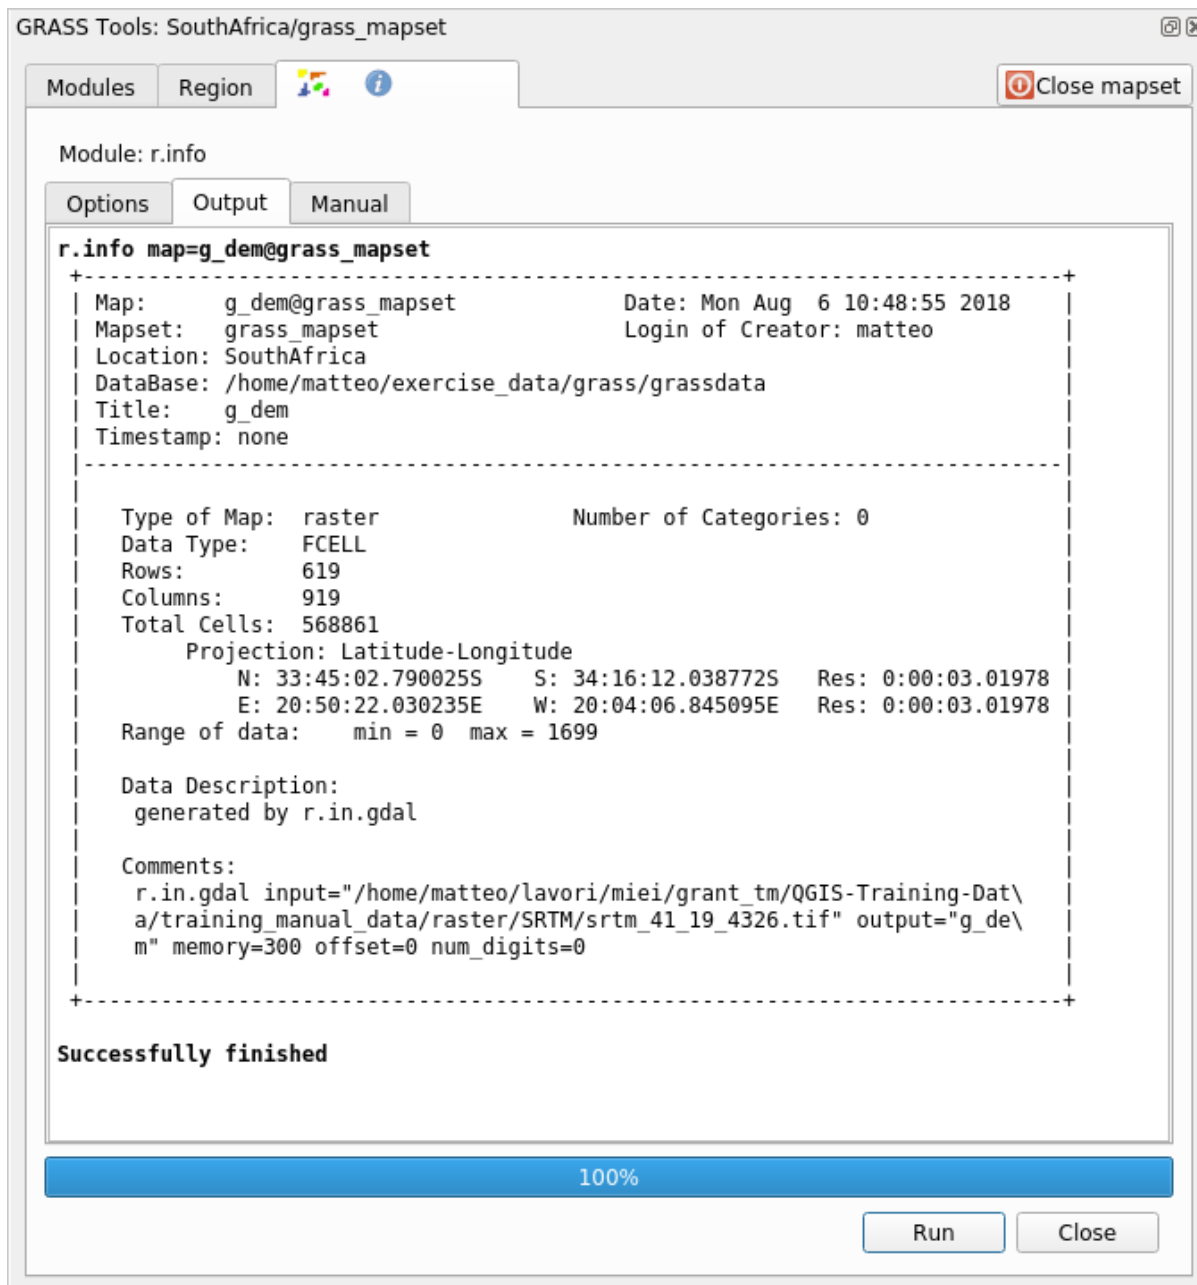 GRASS Tools: SouthAfrica/grass_mapset
Modules Region Close mapset
Module: r.info
Options Output Manual
r.info map=g_dem@grass_mapset
+----------------------------------------------------------------------------+
| Map:      g_dem@grass_mapset             Date: Mon Aug  6 10:48:55 2018    |
| Mapset:   grass_mapset                   Login of Creator: matteo          |
| Location: SouthAfrica                                                      |
| DataBase: /home/matteo/exercise_data/grass/grassdata                       |
| Title:    g_dem                                                            |
| Timestamp: none                                                            |
|----------------------------------------------------------------------------|
|                                                                            |
|   Type of Map:  raster               Number of Categories: 0               |
|   Data Type:    FCELL                                                      |
|   Rows:         619                                                        |
|   Columns:      919                                                        |
|   Total Cells:  568861                                                     |
|        Projection: Latitude-Longitude                                      |
|            N: 33:45:02.790025S    S: 34:16:12.038772S   Res: 0:00:03.01978 |
|            E: 20:50:22.030235E    W: 20:04:06.845095E   Res: 0:00:03.01978 |
|   Range of data:    min = 0  max = 1699                                    |
|                                                                            |
|   Data Description:                                                        |
|    generated by r.in.gdal                                                  |
|                                                                            |
|   Comments:                                                                |
|    r.in.gdal input="/home/matteo/lavori/miei/grant_tm/QGIS-Training-Dat\   |
|    a/training_manual_data/raster/SRTM/srtm_41_19_4326.tif" output="g_de\   |
|    m" memory=300 offset=0 num_digits=0                                     |
|                                                                            |
+----------------------------------------------------------------------------+
Successfully finished
100%
Run Close